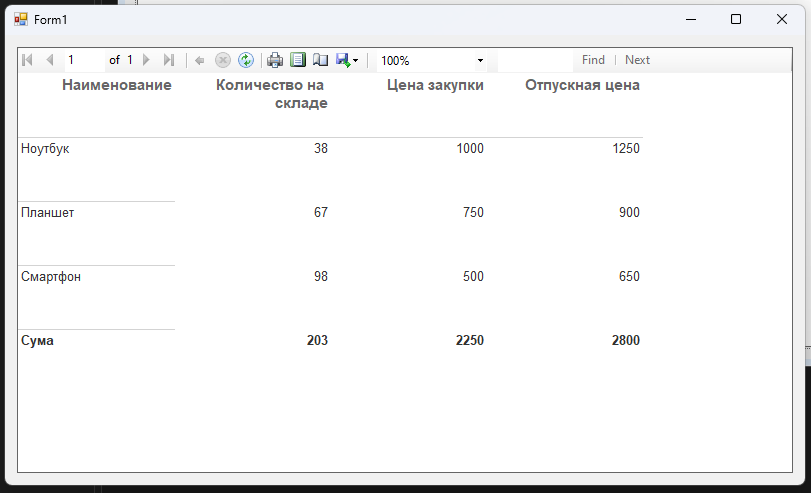 Form1
1 of 1 100% Find | Next
Наименование Количество на складе Цена закупки Отпускная цена
Ноутбук 38 1000 1250
Планшет 67 750 900
Смартфон 98 500 650
Сума 203 2250 2800